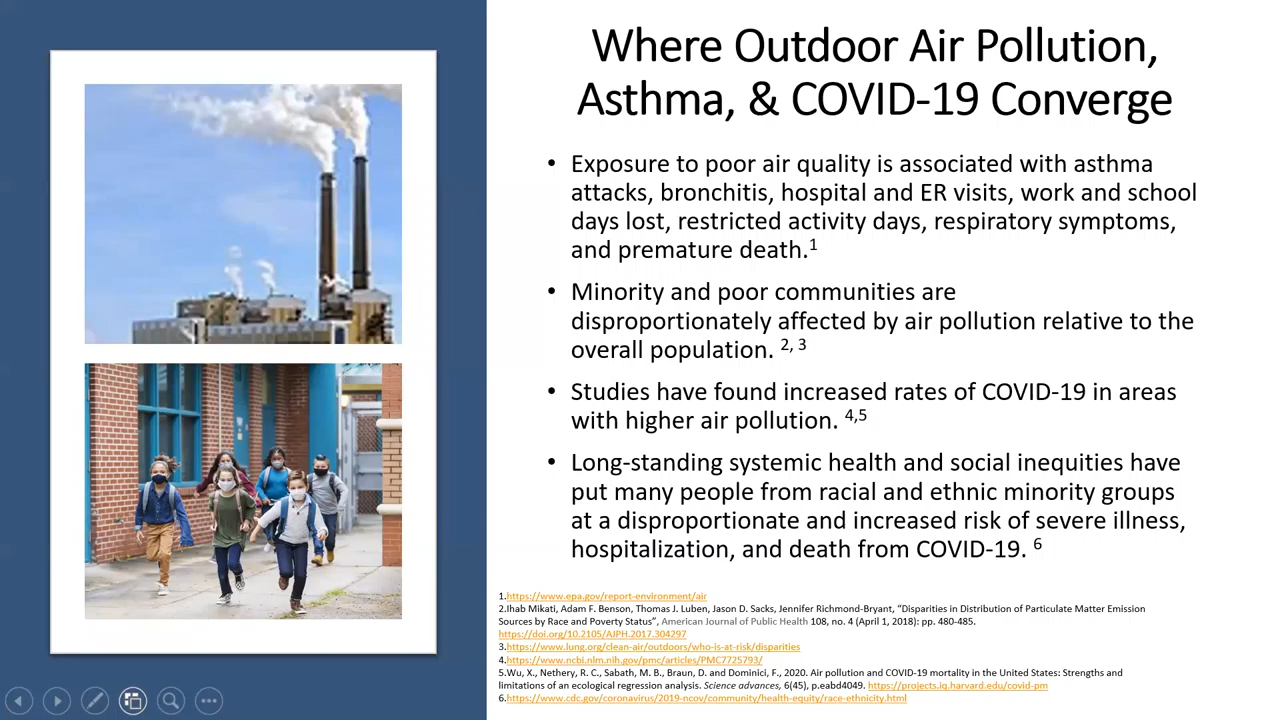 Where Outdoor Air Pollution,
Asthma, & COVID-19 Converge
• Exposure to poor air quality is associated with asthma
attacks, bronchitis, hospital and ER visits, work and school
days lost, restricted activity days, respiratory symptoms,
and premature death.1
• Minority and poor communities are
disproportionately affected by air pollution relative to the
overall population. 2, 3
• Studies have found increased rates of COVID-19 in areas
with higher air pollution. 4,5
• Long-standing systemic health and social inequities have
put many people from racial and ethnic minority groups
at a disproportionate and increased risk of severe illness,
hospitalization, and death from COVID-19. 6
1.https://www.epa.gov/report-environment/air
2.Ihab Mikati, Adam F. Benson, Thomas J. Luben, Jason D. Sacks, Jennifer Richmond-Bryant, “Disparities in Distribution of Particulate Matter Emission
Sources by Race and Poverty Status”, American Journal of Public Health 108, no. 4 (April 1, 2018): pp. 480-485.
https://doi.org/10.2105/AJPH.2017.304297
3.https://www.lung.org/clean-air/outdoors/who-is-at-risk/disparities
4.https://www.ncbi.nlm.nih.gov/pmc/articles/PMC7725793/
5.Wu, X., Nethery, R. C., Sabath, M. B., Braun, D. and Dominici, F., 2020. Air pollution and COVID-19 mortality in the United States: Strengths and
limitations of an ecological regression analysis. Science advances, 6(45), p.eabd4049. https://projects.iq.harvard.edu/covid-pm
6.https://www.cdc.gov/coronavirus/2019-ncov/community/health-equity/race-ethnicity.html